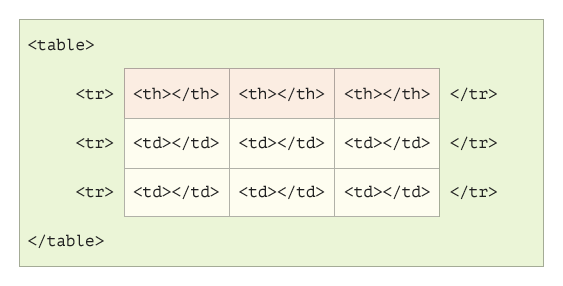 <table>
<tr> <th></th> <th></th> <th></th> </tr>
<tr> <td></td> <td></td> <td></td> </tr>
<tr> <td></td> <td></td> <td></td> </tr>
</table>